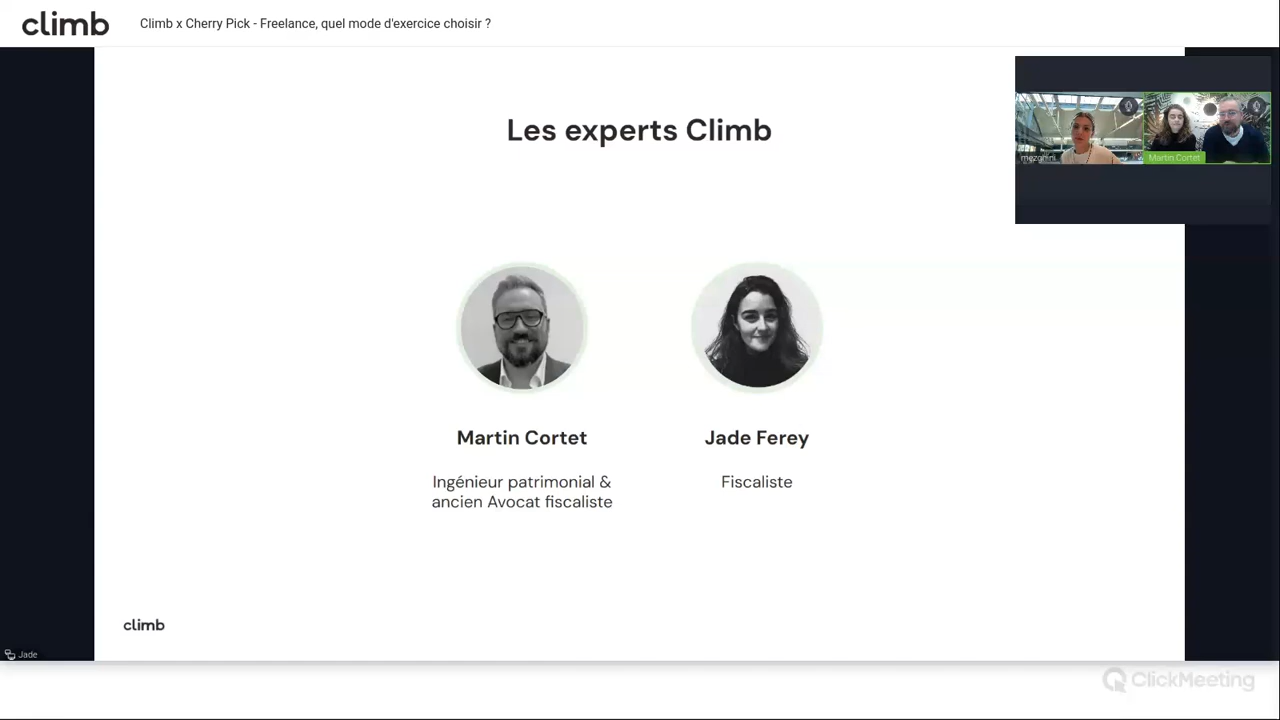 climb
Climb x Cherry Pick - Freelance, quel mode d'exercice choisir ?
Les experts Climb
Martin Cortet
Martin Cortet
Ingénieur patrimonial &
ancien Avocat fiscaliste
Jade Ferey
Fiscaliste
climb
Jade
ClickMeeting